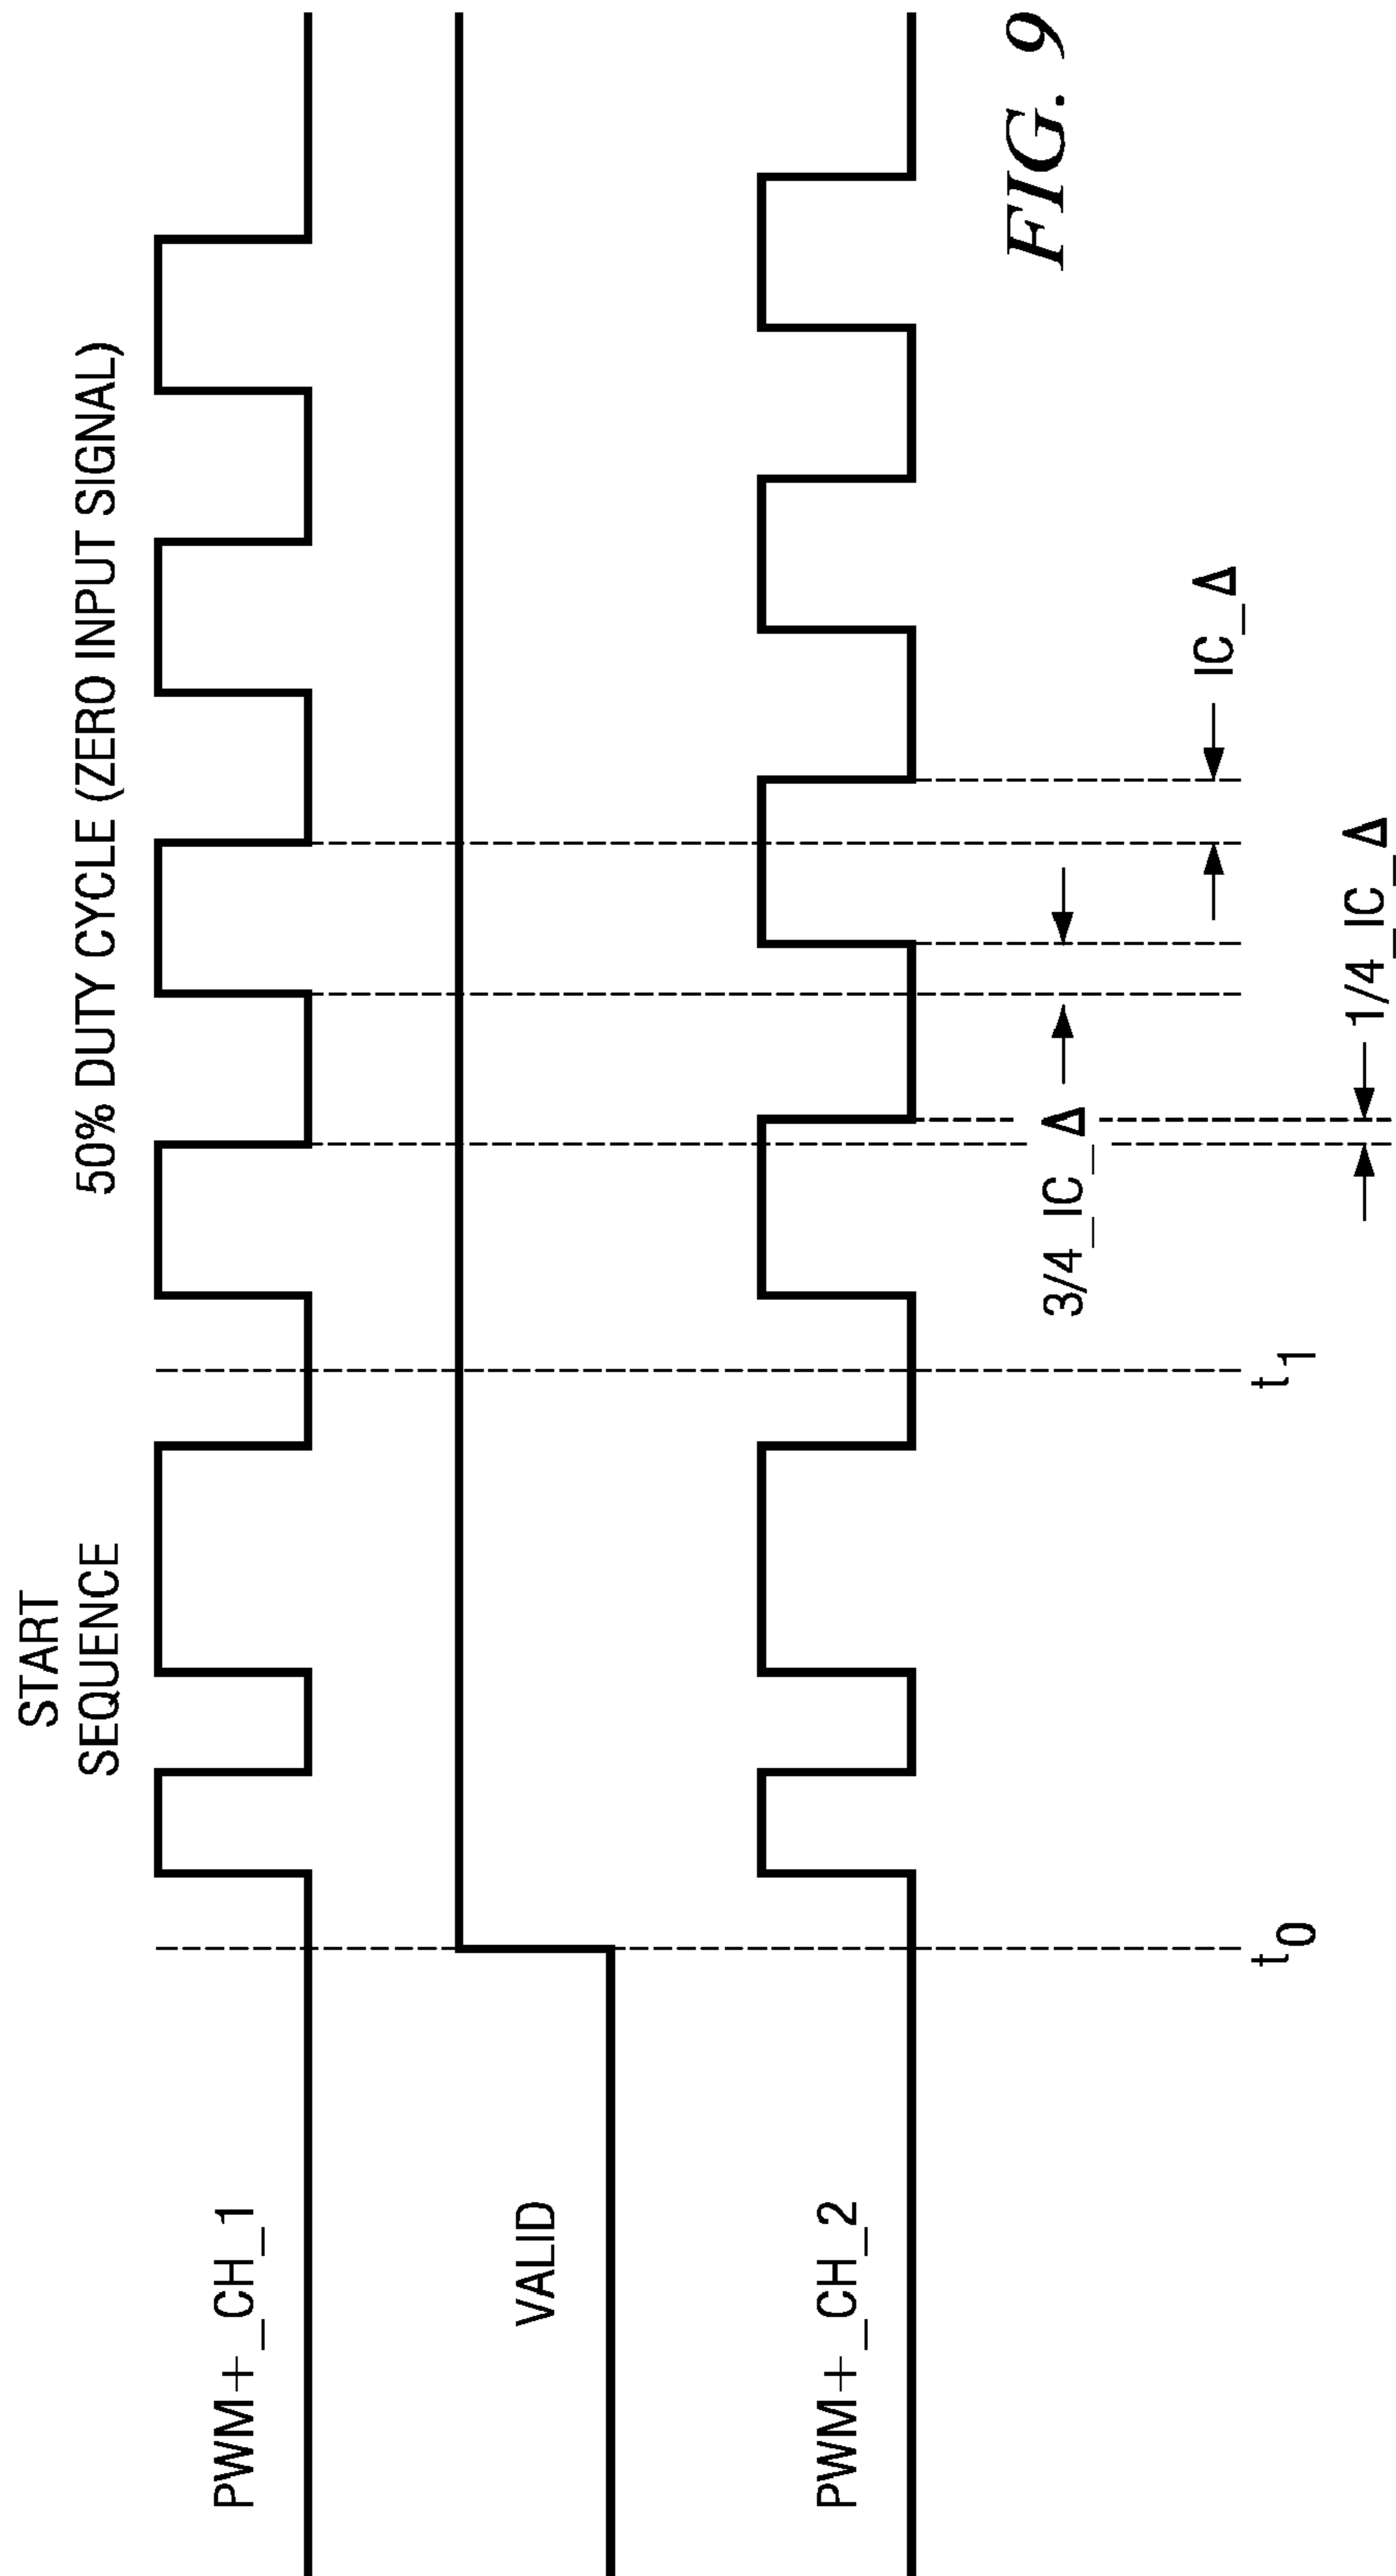 START
SEQUENCE
50% DUTY CYCLE (ZERO INPUT SIGNAL)
PWM+_CH_1
VALID
PWM+_CH_2
3/4_IC_Δ
IC_Δ
t0
t1
1/4_IC_Δ
FIG. 9